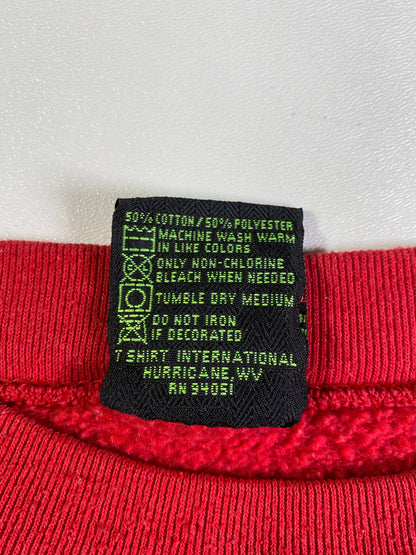 50% COTTON/50% POLYESTER
MACHINE WASH WARM
IN LIKE COLORS
ONLY NON-CHLORINE
BLEACH WHEN NEEDED
TUMBLE DRY MEDIUM
DO NOT IRON
IF DECORATED
T SHIRT INTERNATIONAL
HURRICANE, WV
RN 94051